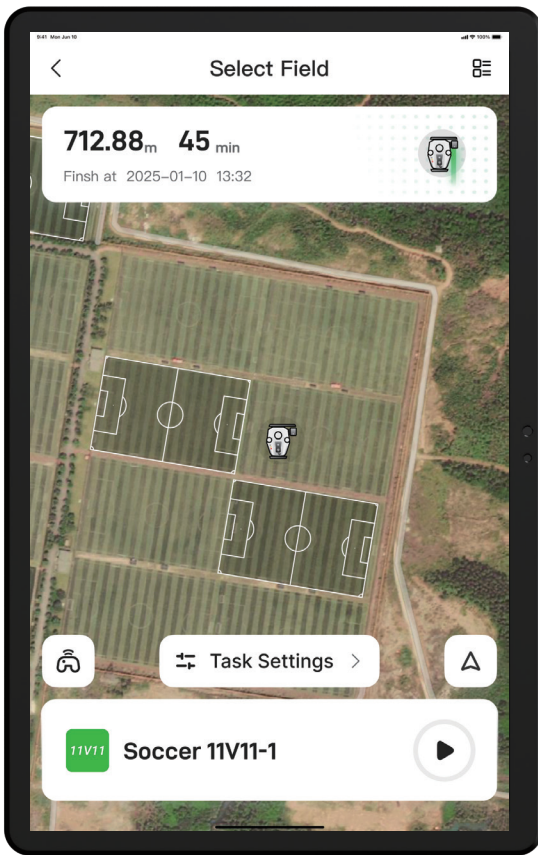 9:41 Mon Jun 10
100%
Select Field
712.88m 45 min
Finsh at 2025-01-10 13:32
Task Settings
11V11
Soccer 11V11-1